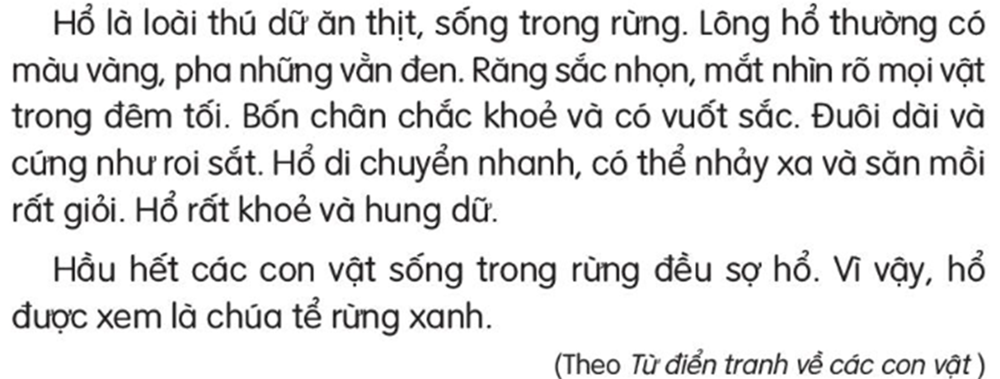 Hổ là loài thú dữ ăn thịt, sống trong rừng. Lông hổ thường có
màu vàng, pha những vằn đen. Răng sắc nhọn, mắt nhìn rõ mọi vật
trong đêm tối. Bốn chân chắc khoẻ và có vuốt sắc. Đuôi dài và
cứng như roi sắt. Hổ di chuyển nhanh, có thể nhảy xa và săn mồi
rất giỏi. Hổ rất khoẻ và hung dữ.
Hầu hết các con vật sống trong rừng đều sợ hổ. Vì vậy, hổ
được xem là chúa tể rừng xanh.
(Theo Từ điển tranh về các con vật )